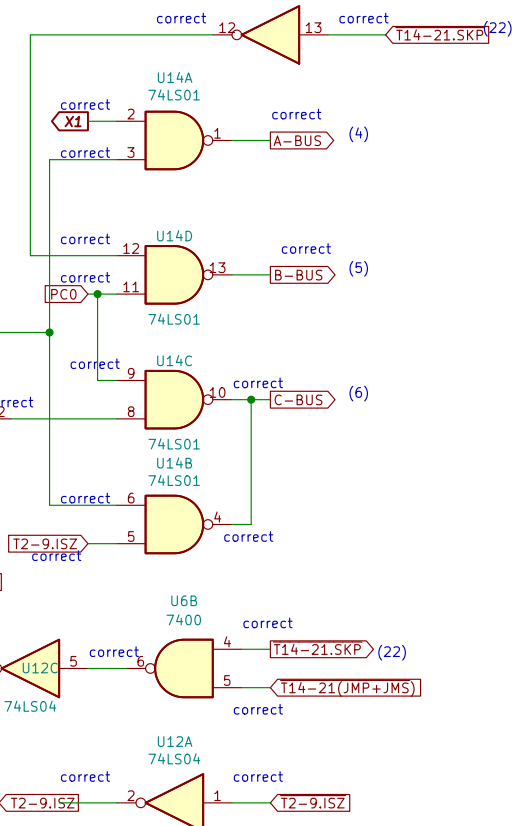 correct
correct
12
13
T14-21.SKP
(22)
U14A
74LS01
correct
correct
2
X1
1
A-BUS
(4)
correct
3
U14D
correct
correct
12
13
B-BUS
(5)
correct
11
PC0
74LS01
U14C
correct
9
correct
10
C-BUS
(6)
rrect
2
8
74LS01
U14B
74LS01
correct
6
4
correct
T2-9.ISZ
5
correct
U6B
7400
correct
4
T14-21.SKP
(22)
correct
6
5
U12C
5
T14-21(JMP+JMS)
74LS04
correct
U12A
74LS04
correct
correct
T2-9.ISZ
2
1
T2-9.ISZ